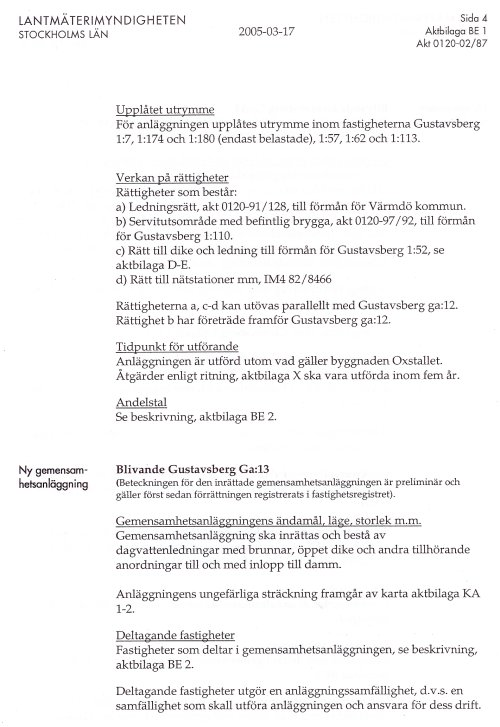 LANTMÄTERIMYNDIGHETEN
STOCKHOLMS LÄN
2005-03-17
Sida 4
Aktbilaga BE 1
Akt 0120-02/87
Upplåtet utrymme
För anläggningen upplåtes utrymme inom fastigheterna Gustavsberg
1:7, 1:174 och 1:180 (endast belastade), 1:57, 1:62 och 1:113.
Verkan på rättigheter
Rättigheter som består:
a) Ledningsrätt, akt 0120-91/128, till förmån för Värmdö kommun.
b) Servitutsområde med befintlig brygga, akt 0120-97/92, till förmån
för Gustavsberg 1:110.
c) Rätt till dike och ledning till förmån för Gustavsberg 1:52, se
aktbilaga D-E.
d) Rätt till nätstationer mm, IM4 82/8466
Rättigheterna a, c-d kan utövas parallellt med Gustavsberg ga:12.
Rättighet b har företräde framför Gustavsberg ga:12.
Tidpunkt för utförande
Anläggningen är utförd utom vad gäller byggnaden Oxstallet.
Åtgärder enligt ritning, aktbilaga X ska vara utförda inom fem år.
Andelstal
Se beskrivning, aktbilaga BE 2.
Ny gemensam-
hetsanläggning
Blivande Gustavsberg Ga:13
(Beteckningen för den inrättade gemensamhetsanläggningen är preliminär och
gäller först sedan förrättningen registrerats i fastighetsregistret).
Gemensamhetsanläggningens ändamål, läge, storlek m.m.
Gemensamhetsanläggning ska inrättas och bestå av
dagvattenledningar med brunnar, öppet dike och andra tillhörande
anordningar till och med inlopp till damm.
Anläggningens ungefärliga sträckning framgår av karta aktbilaga KA
1-2.
Deltagande fastigheter
Fastigheter som deltar i gemensamhetsanläggningen, se beskrivning,
aktbilaga BE 2.
Deltagande fastigheter utgör en anläggningssamfällighet, d.v.s. en
samfällighet som skall utföra anläggningen och ansvara för dess drift.